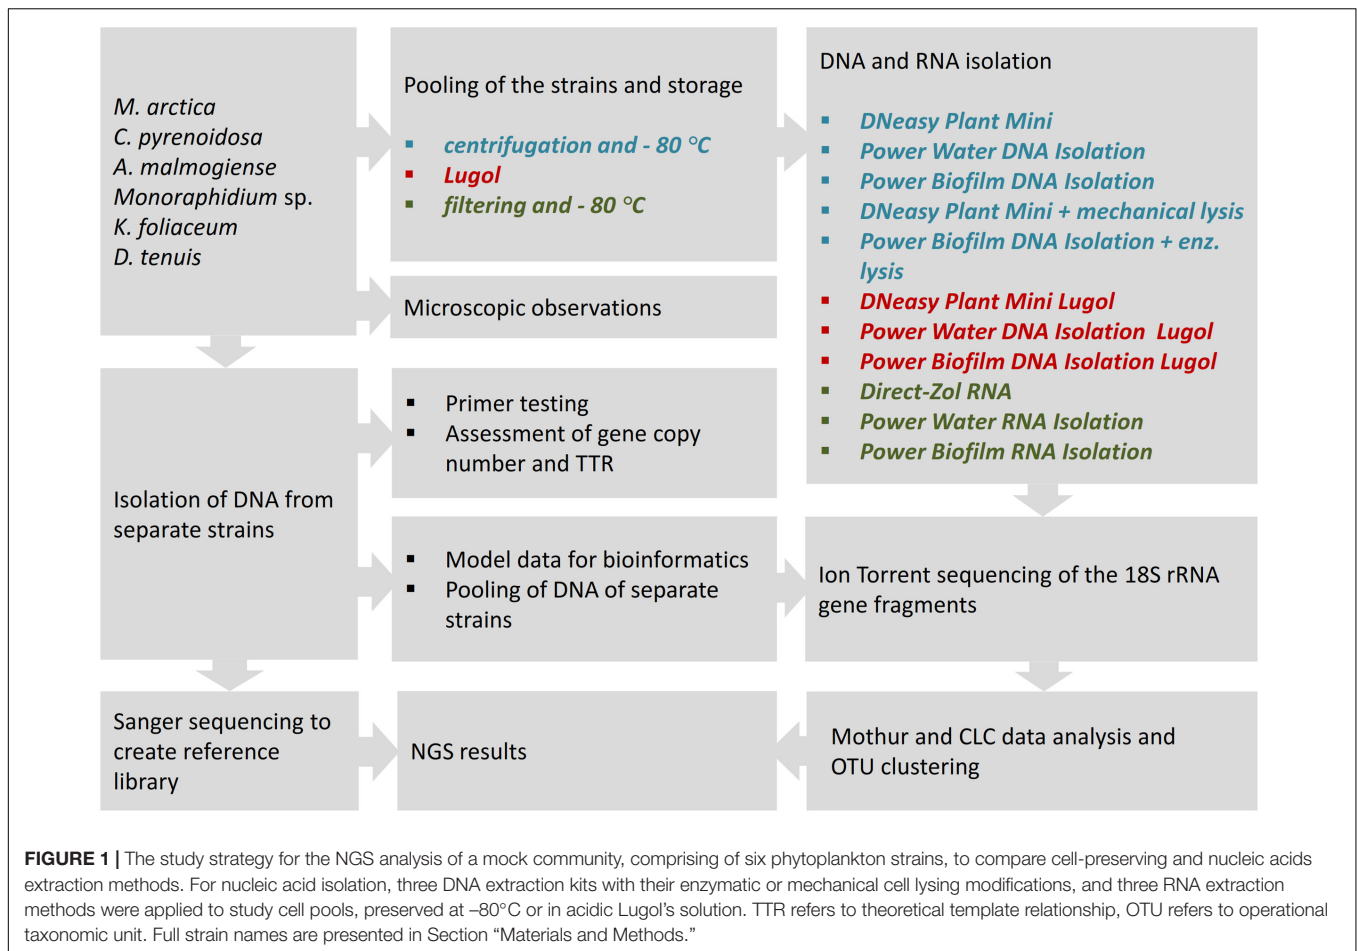 M. arctica
C. pyrenoidosa
A. malmogiense
Monoraphidium sp.
K. foliaceum
D. tenuis
Pooling of the strains and storage
▪ centrifugation and - 80 °C
▪ Lugol
▪ filtering and - 80 °C
Microscopic observations
DNA and RNA isolation
▪ DNeasy Plant Mini
▪ Power Water DNA Isolation
▪ Power Biofilm DNA Isolation
▪ DNeasy Plant Mini + mechanical lysis
▪ Power Biofilm DNA Isolation + enz.
lysis
▪ DNeasy Plant Mini Lugol
▪ Power Water DNA Isolation Lugol
▪ Power Biofilm DNA Isolation Lugol
▪ Direct-Zol RNA
▪ Power Water RNA Isolation
▪ Power Biofilm RNA Isolation
Isolation of DNA from
separate strains
▪ Primer testing
▪ Assessment of gene copy
number and TTR
▪ Model data for bioinformatics
▪ Pooling of DNA of separate
strains
Ion Torrent sequencing of the 18S rRNA
gene fragments
Sanger sequencing to
create reference
library
NGS results
Mothur and CLC data analysis and
OTU clustering
FIGURE 1 | The study strategy for the NGS analysis of a mock community, comprising of six phytoplankton strains, to compare cell-preserving and nucleic acids
extraction methods. For nucleic acid isolation, three DNA extraction kits with their enzymatic or mechanical cell lysing modifications, and three RNA extraction
methods were applied to study cell pools, preserved at –80°C or in acidic Lugol's solution. TTR refers to theoretical template relationship, OTU refers to operational
taxonomic unit. Full strain names are presented in Section “Materials and Methods.”